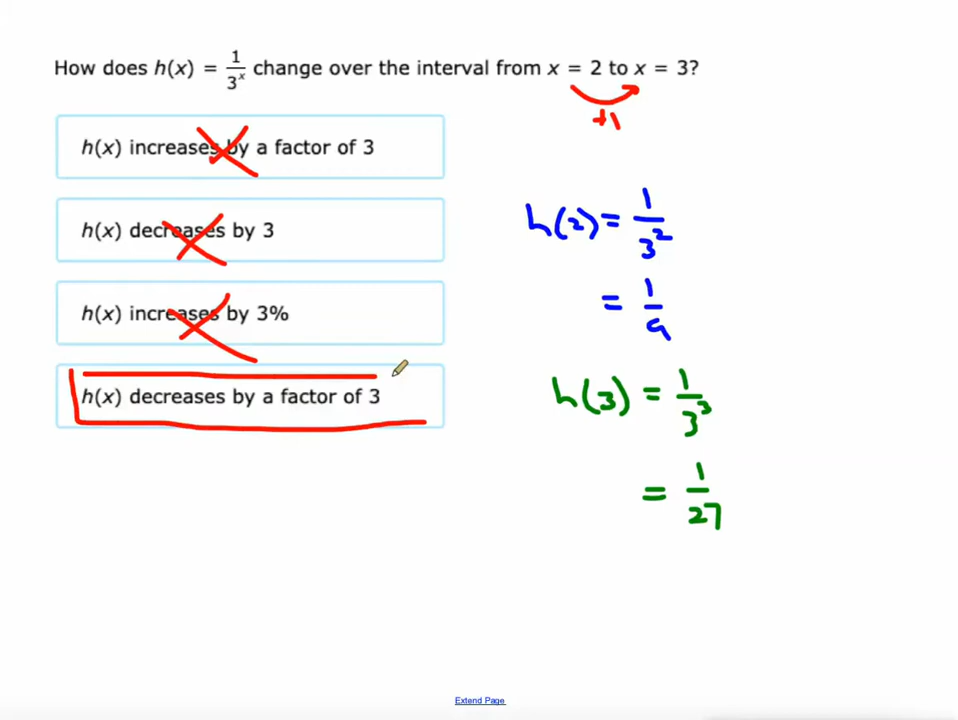 How does h(x) = 1/3^x change over the interval from x = 2 to x = 3?
+1
h(x) increases by a factor of 3
h(x) decreases by 3
h(x) increases by 3%
h(x) decreases by a factor of 3
h(2) = 1/3^2
= 1/9
h(3) = 1/3^3
= 1/27
Extend Page